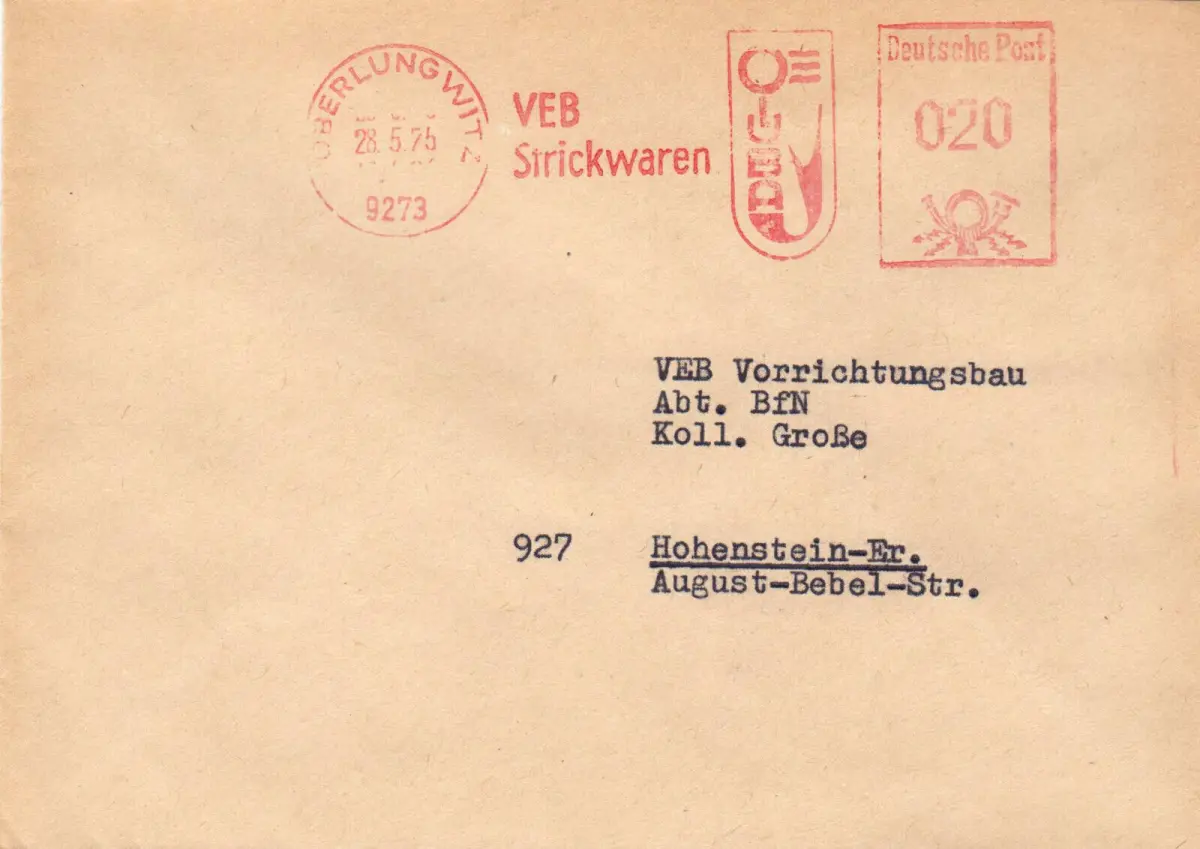 OBERLUNGWITZ
28.5.75
9273
VEB
Strickwaren
Deutsche Post
020
VEB Vorrichtungsbau
Abt. BfN
Koll. Große
927 Hohenstein-Er.
August-Bebel-Str.